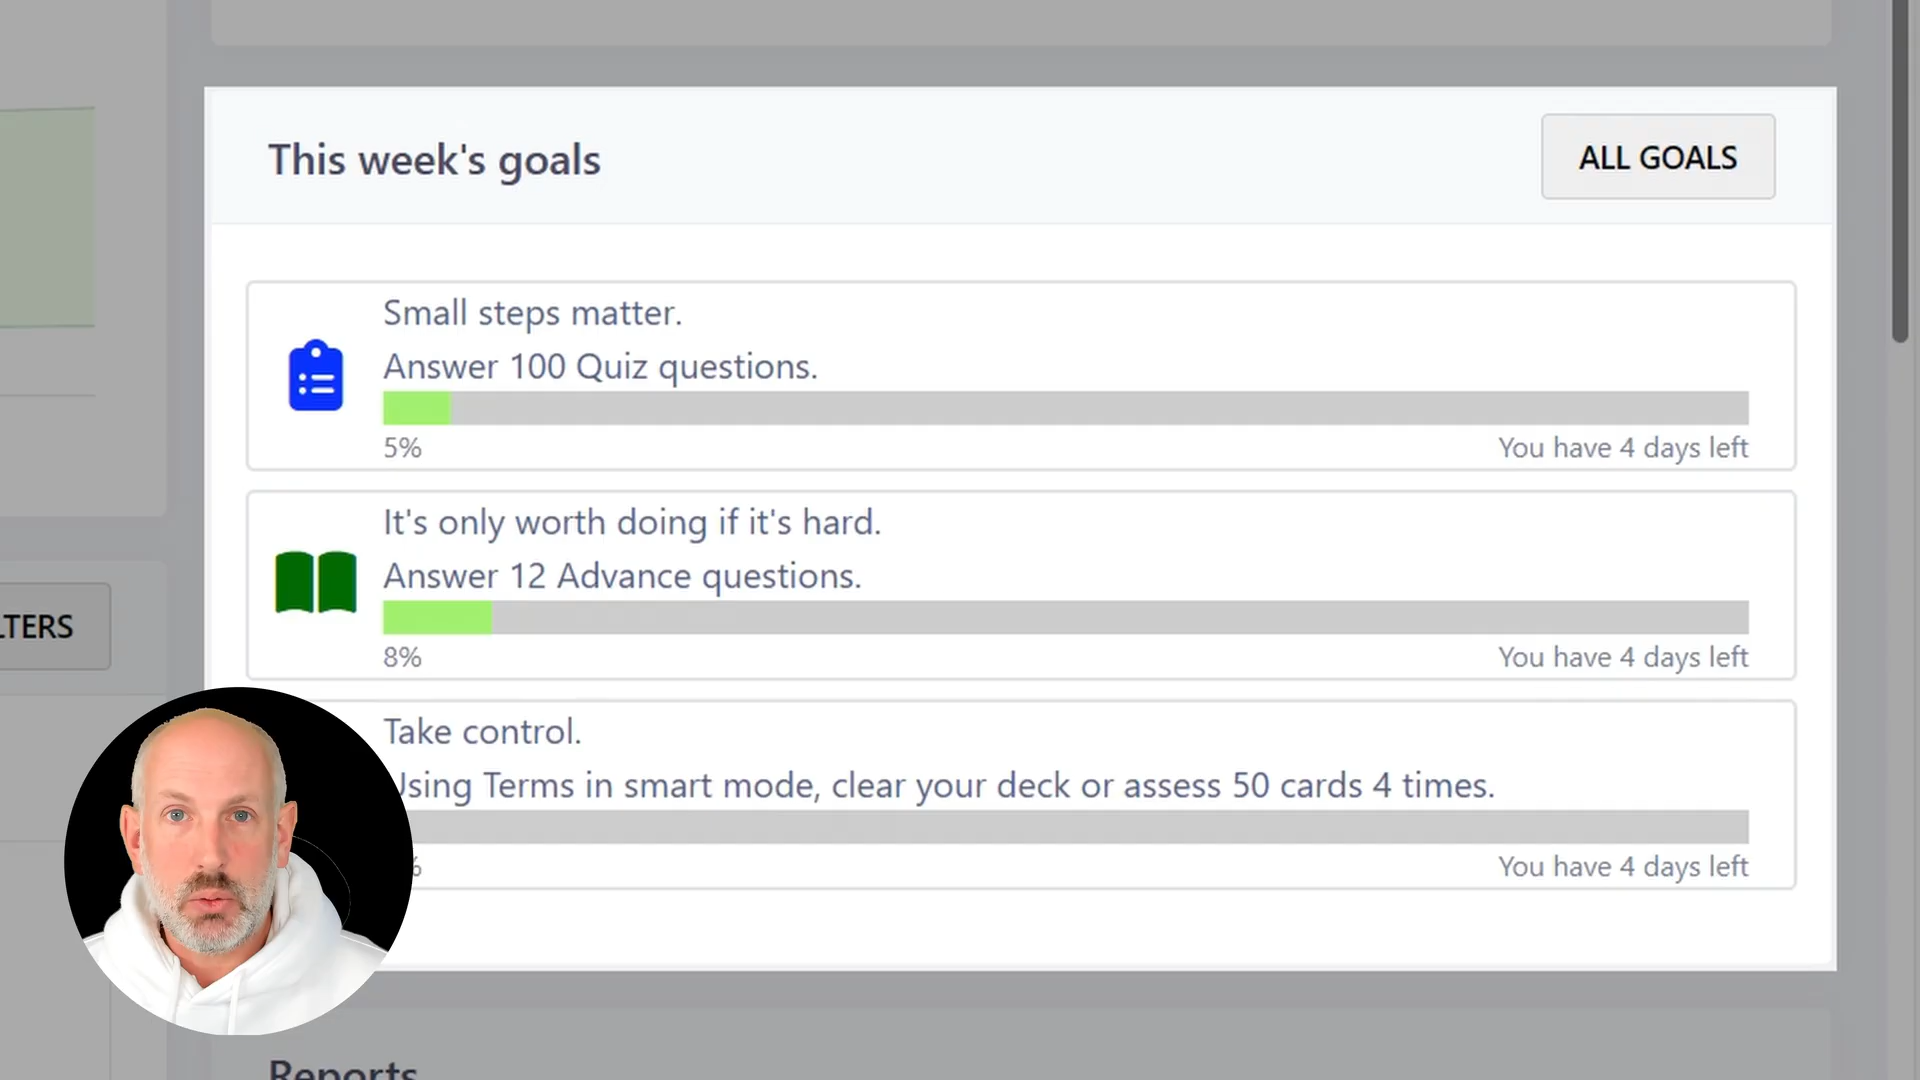 This week's goals
ALL GOALS
Small steps matter.
Answer 100 Quiz questions.
5%
You have 4 days left
It's only worth doing if it's hard.
Answer 12 Advance questions.
8%
You have 4 days left
LTERS
Take control.
Using Terms in smart mode, clear your deck or assess 50 cards 4 times.
%
You have 4 days left
Reports